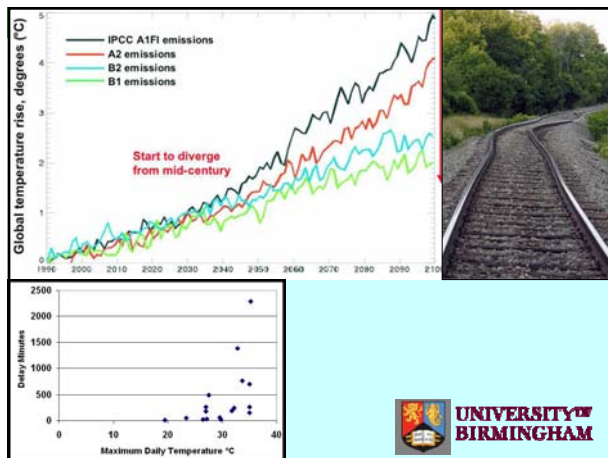 Global temperature rise, degrees (°C)
5
4
3
2
1
0
IPCC A1FI emissions
A2 emissions
B2 emissions
B1 emissions
Start to diverge
from mid-century
1990 2000 2010 2020 2030 2040 2050 2060 2070 2080 2090 2100
Delay Minutes
2500
2000
1500
1000
500
0
0 10 20 30 40
Maximum Daily Temperature °C
UNIVERSITY OF
BIRMINGHAM